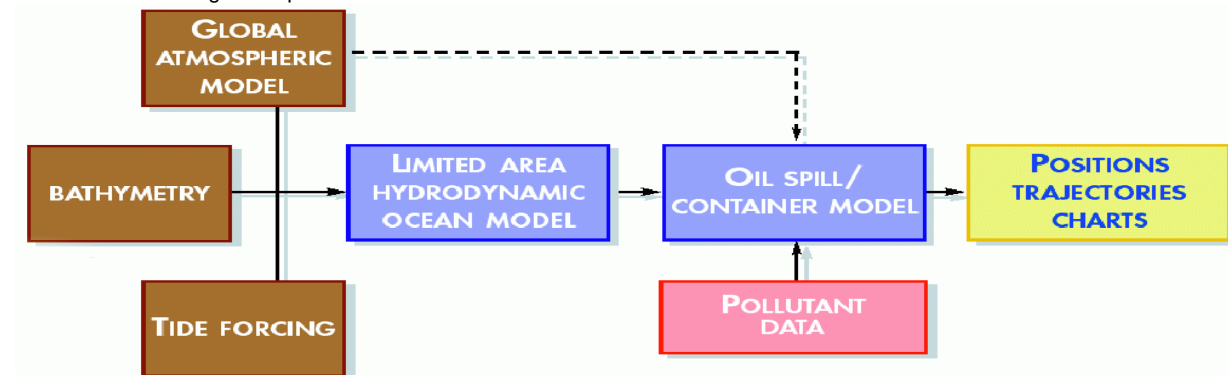 GLOBAL
ATMOSPHERIC
MODEL
BATHYMETRY
LIMITED AREA
HYDRODYNAMIC
OCEAN MODEL
OIL SPILL/
CONTAINER MODEL
POSITIONS
TRAJECTORIES
CHARTS
TIDE FORCING
POLLUTANT
DATA